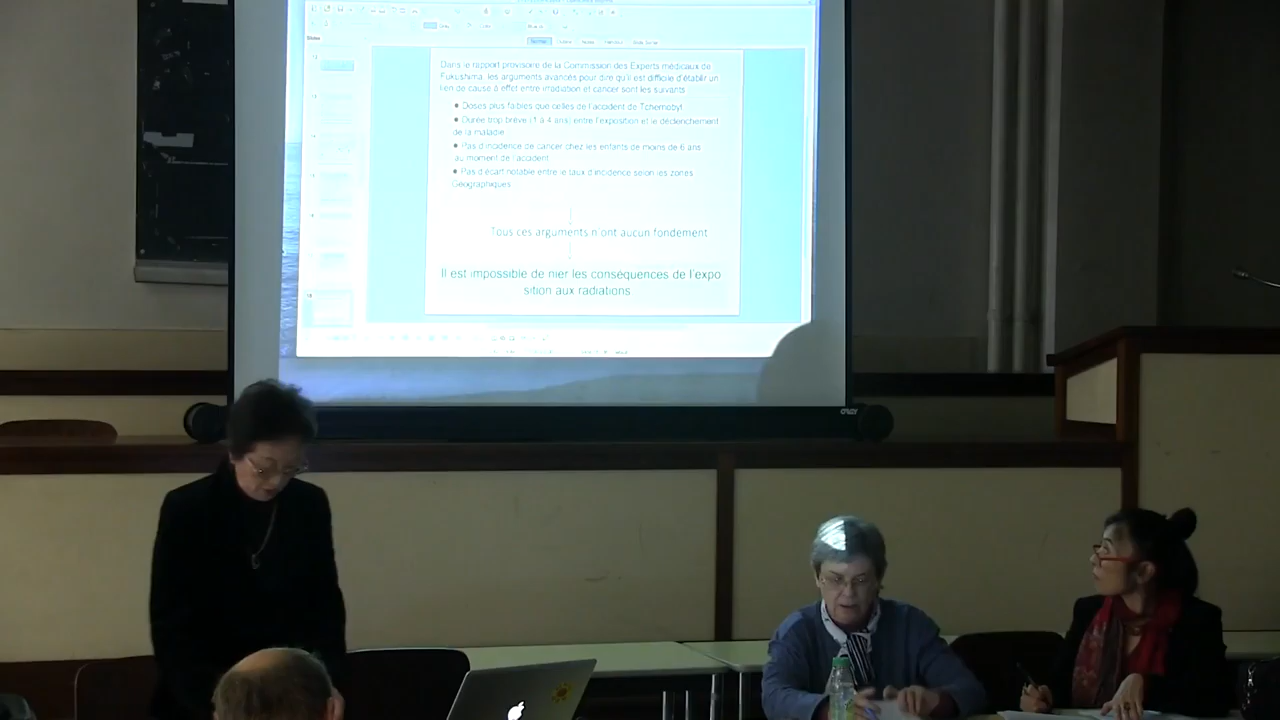 Slides
Dans le rapport provisoire de la Commission des Experts médicaux de
Fukushima, les arguments avancés pour dire qu'il est difficile d'établir un
lien de cause à effet entre irradiation et cancer sont les suivants
● Doses plus faibles que celles de l'accident de Tchernobyl
● Durée trop brève (1 à 4 ans) entre l'exposition et le déclenchement
de la maladie
● Pas d'incidence de cancer chez les enfants de moins de 6 ans
au moment de l'accident
● Pas d'écart notable entre le taux d'incidence selon les zones
Géographiques
Tous ces arguments n'ont aucun fondement
Il est impossible de nier les conséquences de l'expo
sition aux radiations